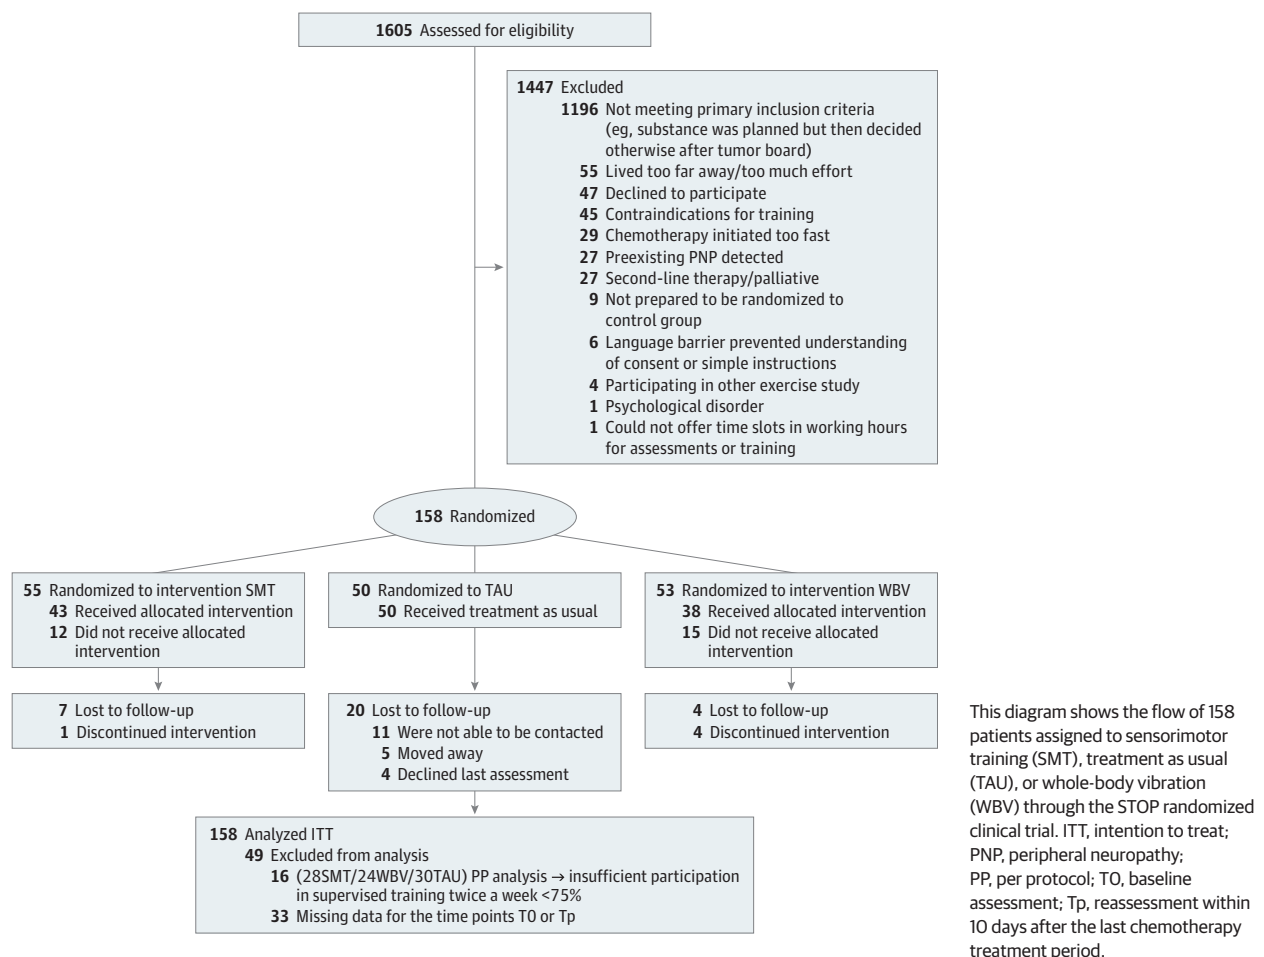 1605 Assessed for eligibility
1447 Excluded
1196 Not meeting primary inclusion criteria
(eg, substance was planned but then decided
otherwise after tumor board)
55 Lived too far away/too much effort
47 Declined to participate
45 Contraindications for training
29 Chemotherapy initiated too fast
27 Preexisting PNP detected
27 Second-line therapy/palliative
9 Not prepared to be randomized to
control group
6 Language barrier prevented understanding
of consent or simple instructions
4 Participating in other exercise study
1 Psychological disorder
1 Could not offer time slots in working hours
for assessments or training
158 Randomized
55 Randomized to intervention SMT
43 Received allocated intervention
12 Did not receive allocated
intervention
50 Randomized to TAU
50 Received treatment as usual
53 Randomized to intervention WBV
38 Received allocated intervention
15 Did not receive allocated
intervention
7 Lost to follow-up
1 Discontinued intervention
20 Lost to follow-up
11 Were not able to be contacted
5 Moved away
4 Declined last assessment
4 Lost to follow-up
4 Discontinued intervention
158 Analyzed ITT
49 Excluded from analysis
16 (28SMT/24WBV/30TAU) PP analysis → insufficient participation
in supervised training twice a week <75%
33 Missing data for the time points T0 or Tp
This diagram shows the flow of 158
patients assigned to sensorimotor
training (SMT), treatment as usual
(TAU), or whole-body vibration
(WBV) through the STOP randomized
clinical trial. ITT, intention to treat;
PNP, peripheral neuropathy;
PP, per protocol; T0, baseline
assessment; Tp, reassessment within
10 days after the last chemotherapy
treatment period.